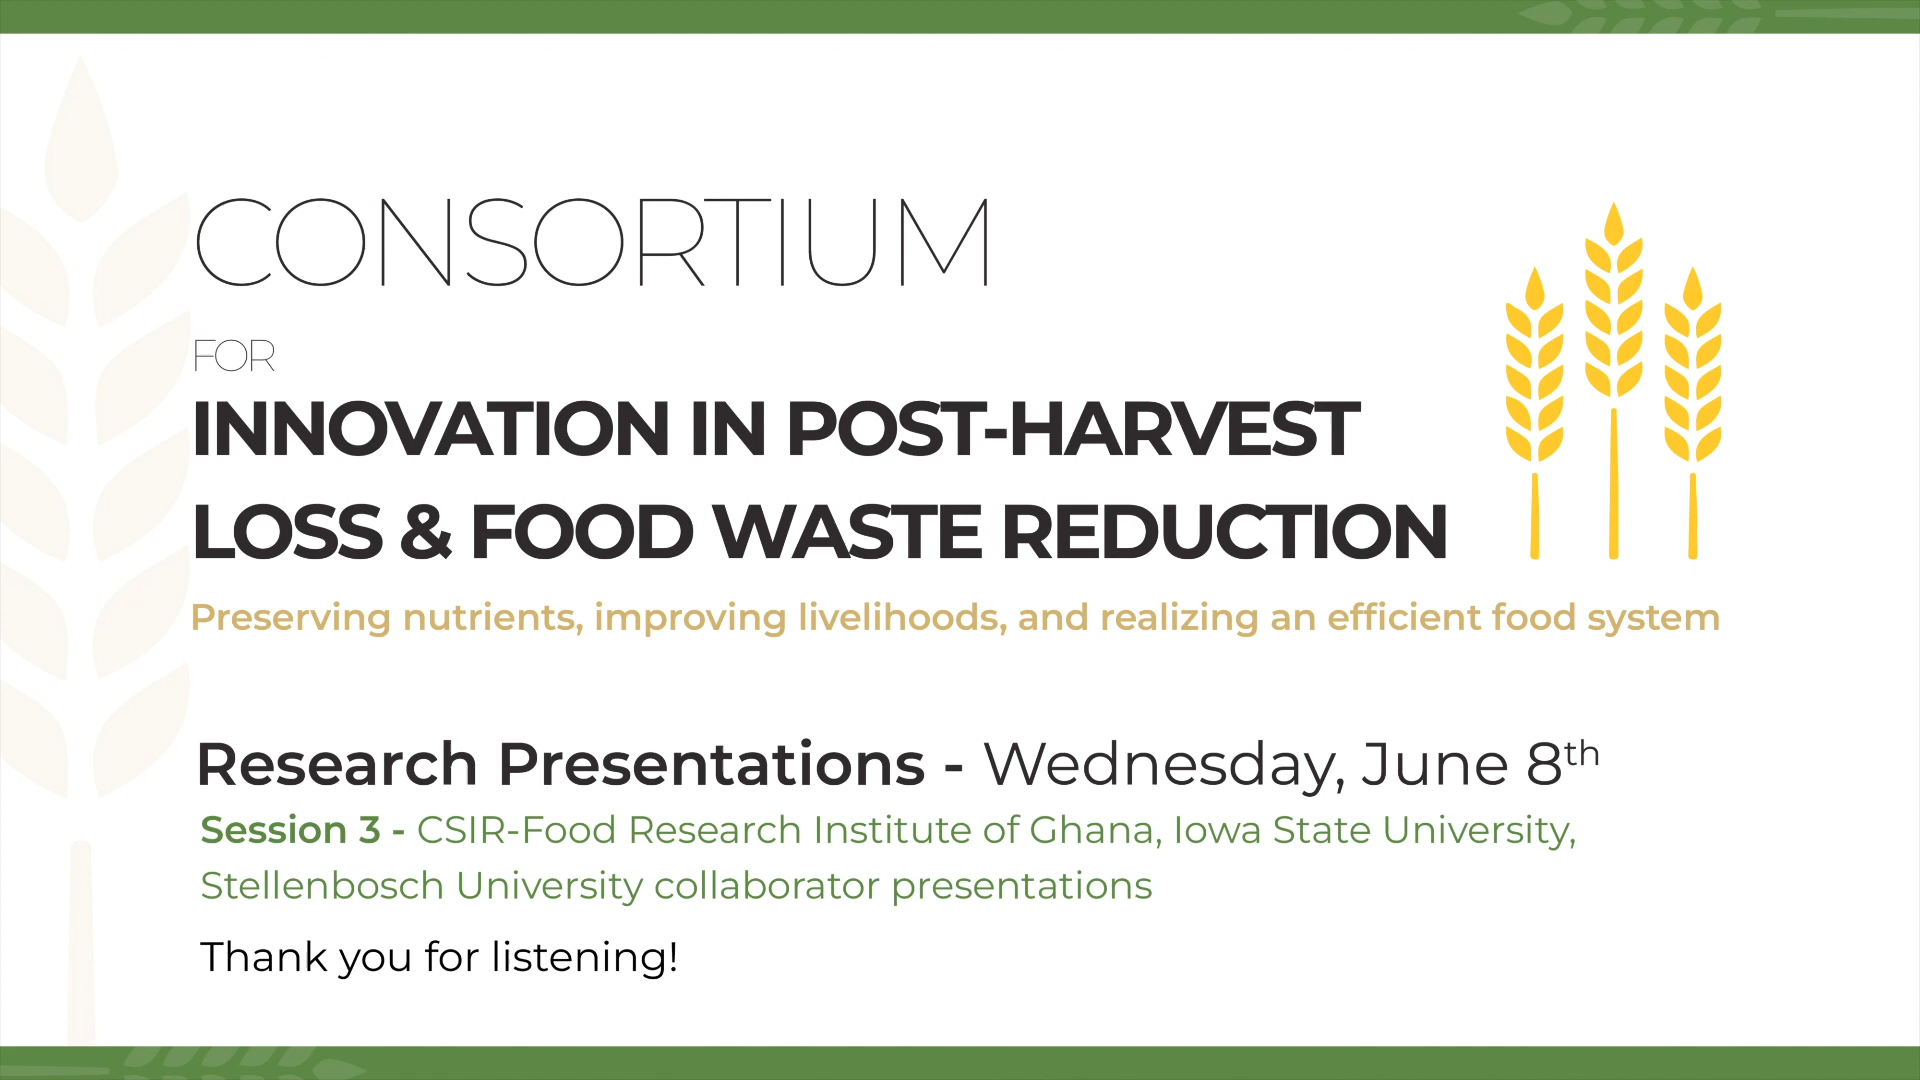 CONSORTIUM
FOR
INNOVATION IN POST-HARVEST
LOSS & FOOD WASTE REDUCTION
Preserving nutrients, improving livelihoods, and realizing an efficient food system
Research Presentations - Wednesday, June 8th
Session 3 - CSIR-Food Research Institute of Ghana, Iowa State University,
Stellenbosch University collaborator presentations
Thank you for listening!